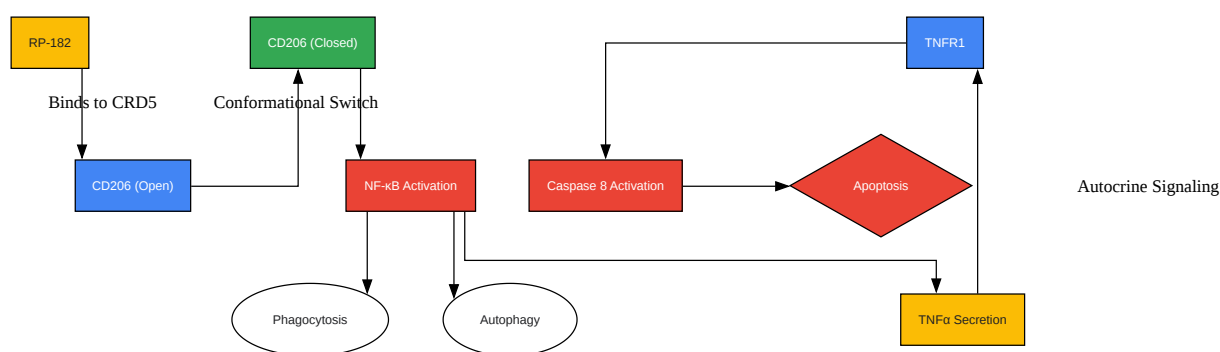 RP-182
CD206 (Closed)
TNFR1
Binds to CRD5
Conformational Switch
CD206 (Open)
NF-κB Activation
Caspase 8 Activation
Apoptosis
Autocrine Signaling
Phagocytosis
Autophagy
TNFα Secretion